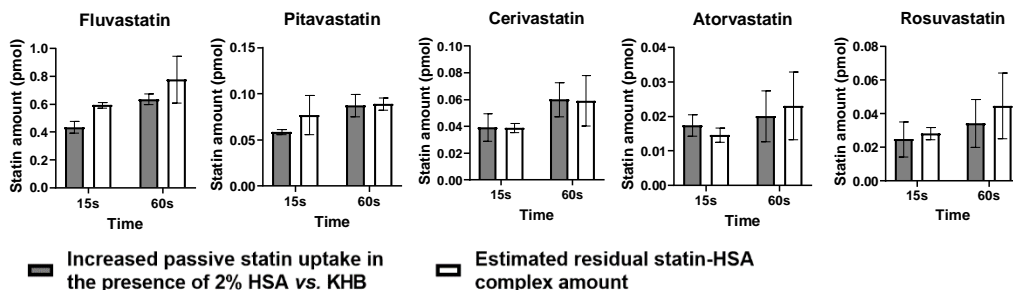 Fluvastatin
Statin amount (pmol)
1.0
0.8
0.6
0.4
0.2
0.0
15s
60s
Time
Pitavastatin
Statin amount (pmol)
0.15
0.10
0.05
0.00
15s
60s
Time
Cerivastatin
Statin amount (pmol)
0.10
0.08
0.06
0.04
0.02
0.00
15s
60s
Time
Atorvastatin
Statin amount (pmol)
0.04
0.03
0.02
0.01
0.00
15s
60s
Time
Rosuvastatin
Statin amount (pmol)
0.08
0.06
0.04
0.02
0.00
15s
60s
Time
Increased passive statin uptake in
the presence of 2% HSA vs. KHB
Estimated residual statin-HSA
complex amount